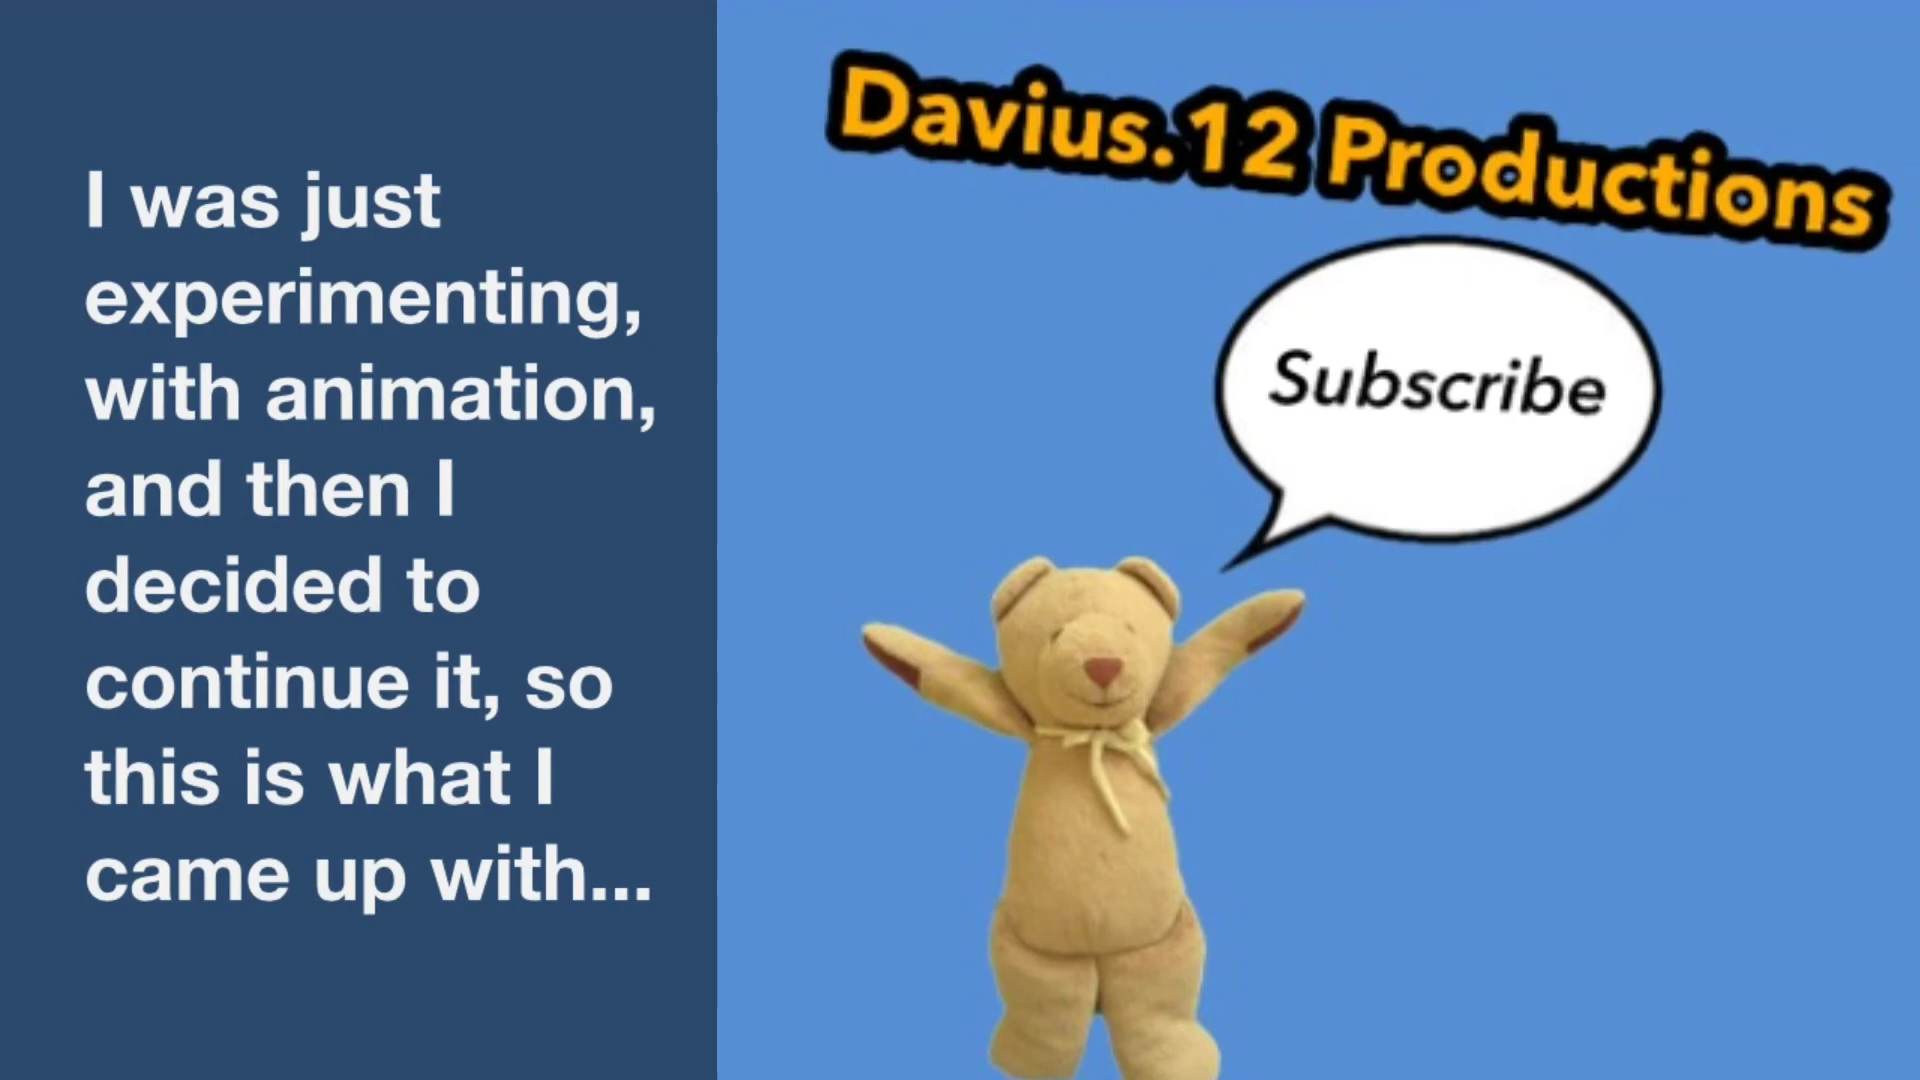 I was just
experimenting,
with animation,
and then I
decided to
continue it, so
this is what I
came up with...
Davius.12 Productions
Subscribe